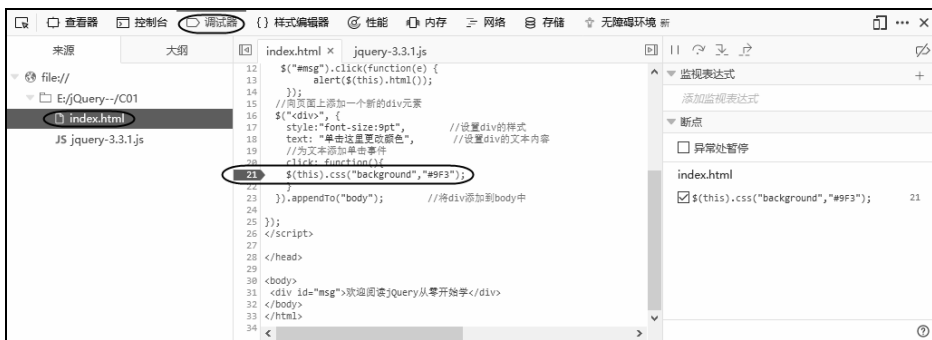 查看器 控制台 调试器 {} 样式编辑器 性能 内存 网络 存储 无障碍环境
来源 大纲 index.html × jquery-3.3.1.js
file://
E:/jQuery--/C01
index.html
JS jquery-3.3.1.js
12 $("#msg").click(function(e) {
13 alert($(this).html());
14 });
15 //向页面上添加一个新的div元素
16 $("<div>", {
17 style:"font-size:9pt", //设置div的样式
18 text: "单击这里更改颜色", //设置div的文本内容
19 //为文本添加单击事件
20 click: function(){
21 $(this).css("background","#9F3");
22 }
23 }).appendTo("body"); //将div添加到body中
24
25 });
26 </script>
27
28 </head>
29
30 <body>
31 <div id="msg">欢迎阅读jQuery从零开始学</div>
32 </body>
33 </html>
34
监视表达式
添加监视表达式
断点
异常处暂停
index.html
$(this).css("background","#9F3"); 21